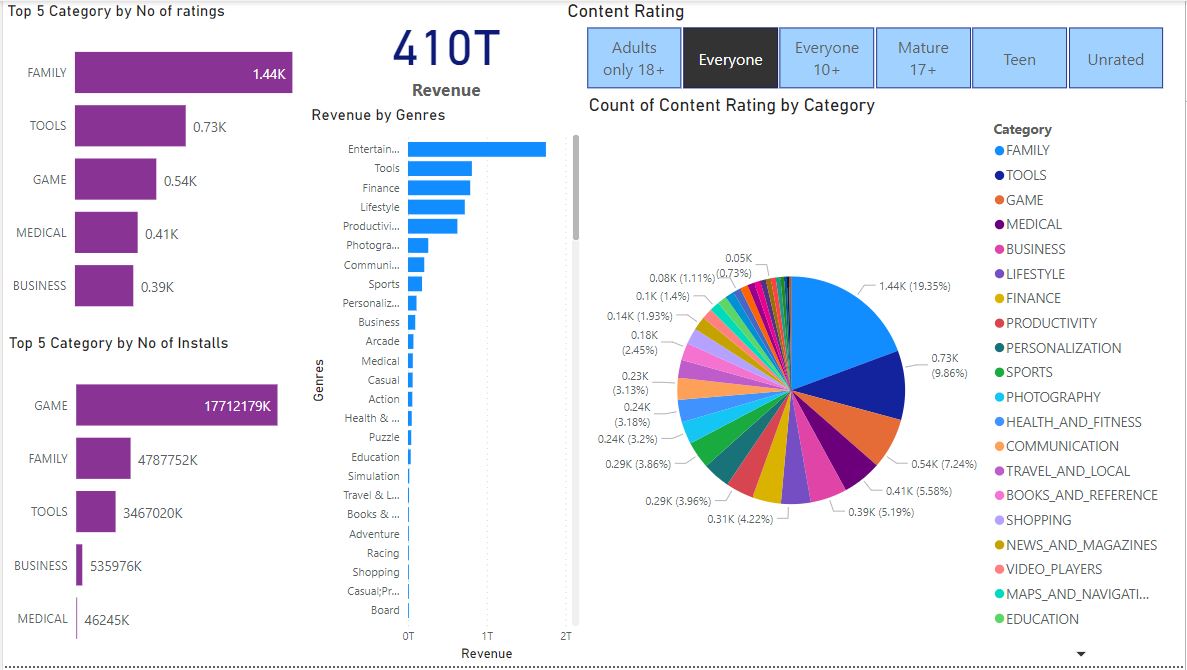 Top 5 Category by No of ratings
FAMILY
1.44K
TOOLS
0.73K
GAME
0.54K
MEDICAL
0.41K
BUSINESS
0.39K
Top 5 Category by No of Installs
GAME
17712179K
FAMILY
4787752K
TOOLS
3467020K
BUSINESS
535976K
MEDICAL
46245K
410T
Revenue
Revenue by Genres
Genres
Entertain...
Tools
Finance
Lifestyle
Productivi...
Photogra...
Communi...
Sports
Personaliz...
Business
Arcade
Medical
Casual
Action
Health & ...
Puzzle
Education
Simulation
Travel & L...
Books & ...
Adventure
Racing
Shopping
Casual;Pr...
Board
0T
1T
2T
Revenue
Content Rating
Adults
only 18+
Everyone
Everyone
10+
Mature
17+
Teen
Unrated
Count of Content Rating by Category
1.44K (19.35%)
0.73K
(9.86%)
0.54K (7.24%)
0.41K (5.58%)
0.39K (5.19%)
0.31K (4.22%)
0.29K (3.96%)
0.29K (3.86%)
0.24K (3.2%)
0.24K
(3.18%)
0.23K
(3.13%)
0.18K
(2.45%)
0.14K (1.93%)
0.1K (1.4%)
0.08K (1.11%)
0.05K
(0.73%)
Category
FAMILY
TOOLS
GAME
MEDICAL
BUSINESS
LIFESTYLE
FINANCE
PRODUCTIVITY
PERSONALIZATION
SPORTS
PHOTOGRAPHY
HEALTH_AND_FITNESS
COMMUNICATION
TRAVEL_AND_LOCAL
BOOKS_AND_REFERENCE
SHOPPING
NEWS_AND_MAGAZINES
VIDEO_PLAYERS
MAPS_AND_NAVIGATI...
EDUCATION